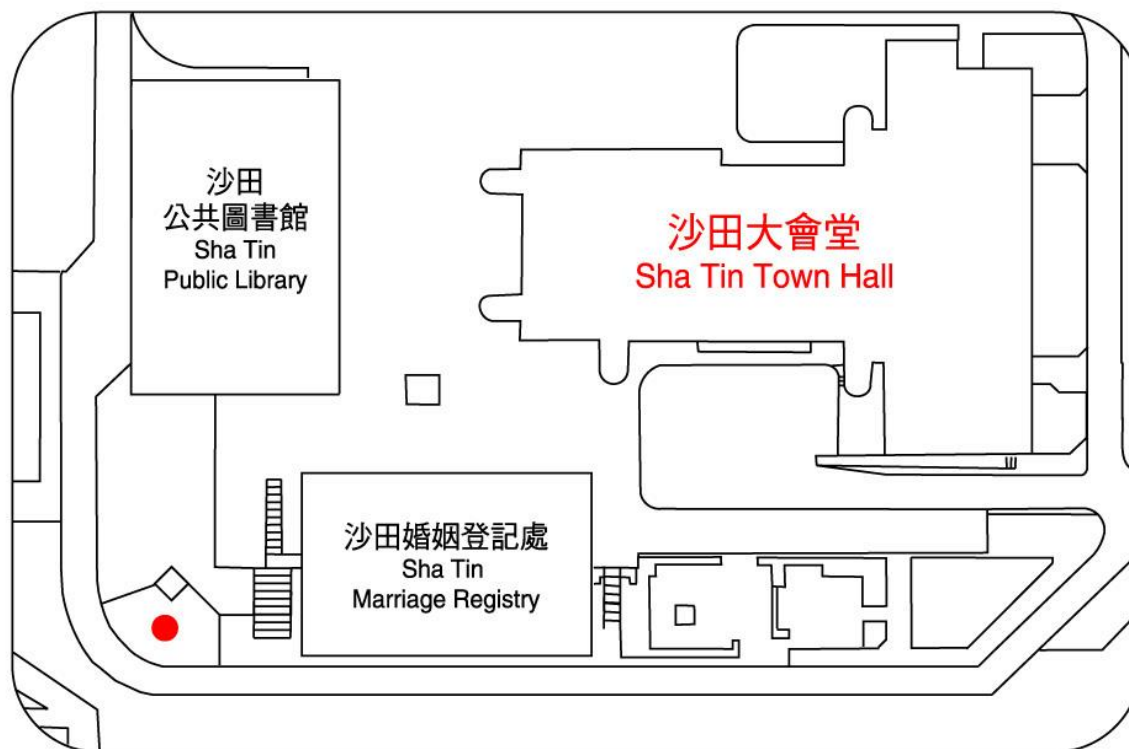 沙田
公共圖書館
Sha Tin
Public Library
沙田大會堂
Sha Tin Town Hall
沙田婚姻登記處
Sha Tin
Marriage Registry